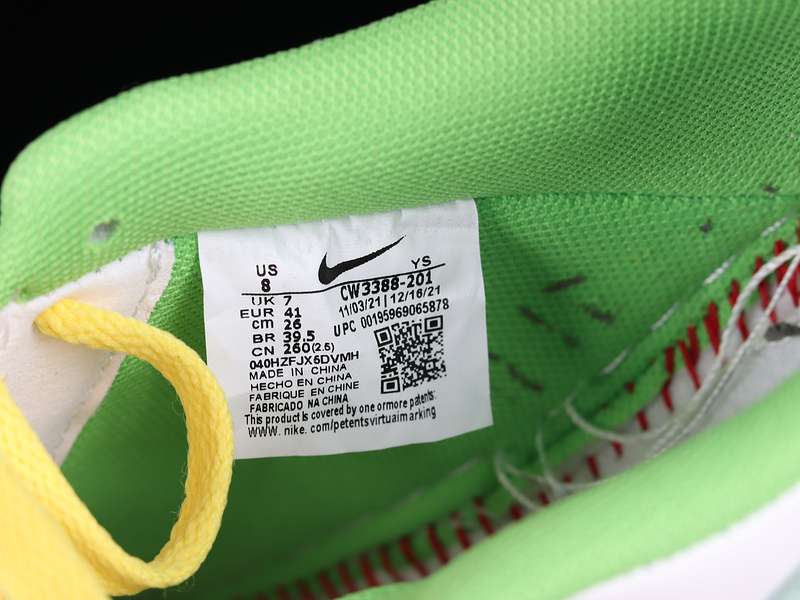 US
8
YS
CW3388-201
UK 7
11/03/21 | 12/16/21
EUR 41
UPC 00195969065878
cm 26
BR 39.5
CN 260(2.5)
040HZFJX6DVMH
MADE IN CHINA
HECHO EN CHINA
FABRIQUE EN CHINE
FABRICADO NA CHINA
This product is covered by one ormore patents:
WWW. nike. com/petentsvirtuaimarking